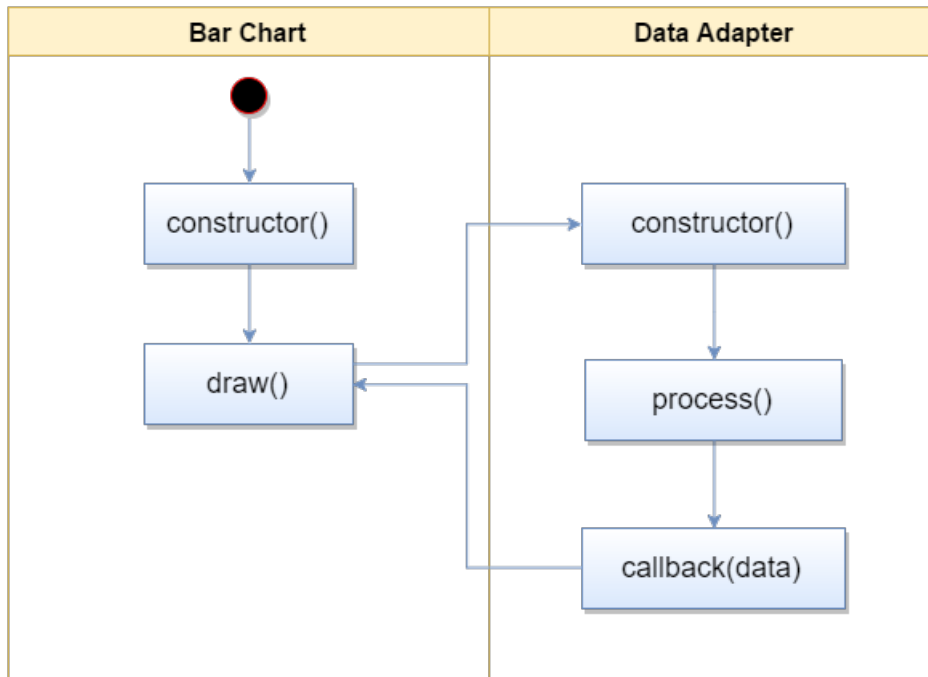 Bar Chart
Data Adapter
constructor()
constructor()
draw()
process()
callback(data)